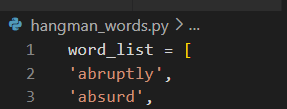 hangman_words.py > ...
1 word_list = [
2 'abruptly',
3 'absurd',